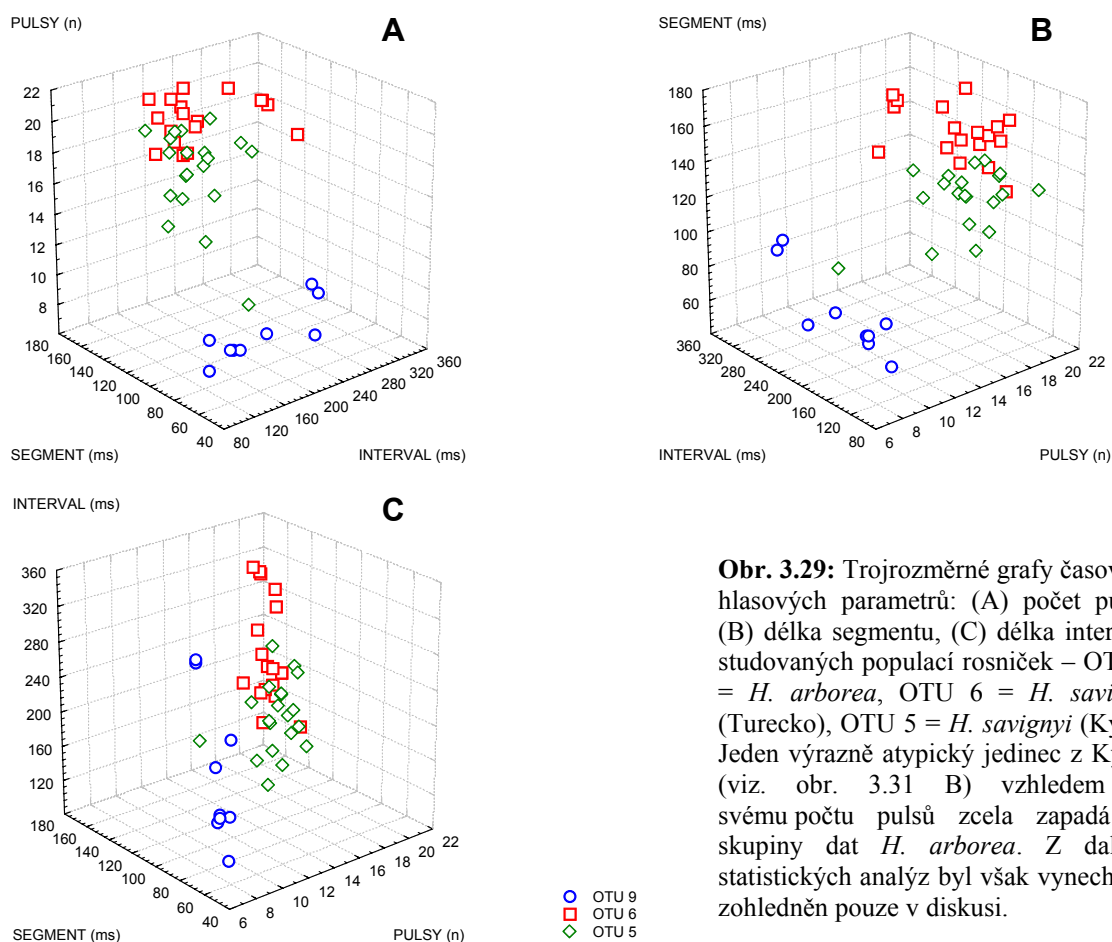 PULSY (n)
A
22
20
18
16
14
12
10
8
180
160
140
120
100
80
60
40
80
120
160
200
240
280
320
360
SEGMENT (ms)
INTERVAL (ms)
SEGMENT (ms)
B
180
160
140
120
100
80
60
360
320
280
240
200
160
120
80
6
8
10
12
14
16
18
20
22
INTERVAL (ms)
PULSY (n)
INTERVAL (ms)
C
360
320
280
240
200
160
120
180
160
140
120
100
80
60
40
6
8
10
12
14
16
18
20
22
SEGMENT (ms)
PULSY (n)
OTU 9
OTU 6
OTU 5
Obr. 3.29: Trojrozměrné grafy časov
hlasových parametrů: (A) počet pu
(B) délka segmentu, (C) délka inter
studovaných populací rosniček – OT
= H. arborea, OTU 6 = H. savi
(Turecko), OTU 5 = H. savignyi (Ky
Jeden výrazně atypický jedinec z Ky
(viz. obr. 3.31 B) vzhledem
svému počtu pulsů zcela zapadá
skupiny dat H. arborea. Z dal
statistických analýz byl však vynech
zohledněn pouze v diskusi.